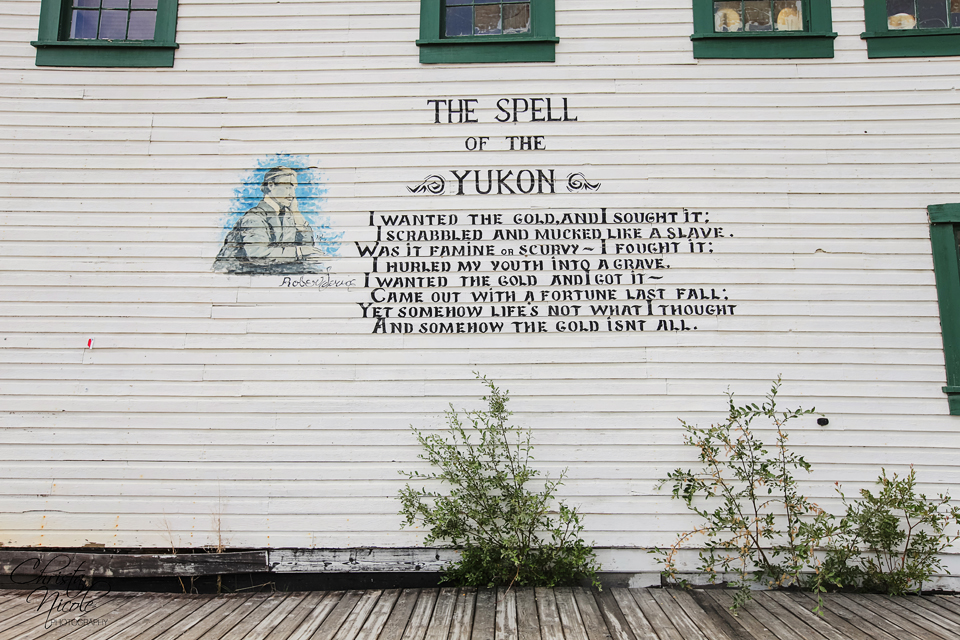 THE SPELL
OF THE
YUKON
I WANTED THE GOLD, AND I SOUGHT IT;
I SCRABBLED AND MUCKED LIKE A SLAVE.
WAS IT FAMINE OR SCURVY ~ I FOUGHT IT;
I HURLED MY YOUTH INTO A GRAVE.
I WANTED THE GOLD AND I GOT IT ~
CAME OUT WITH A FORTUNE LAST FALL;
YET SOMEHOW LIFE'S NOT WHAT I THOUGHT
AND SOMEHOW THE GOLD ISNT ALL.
Nicole
PHOTOGRAPHY